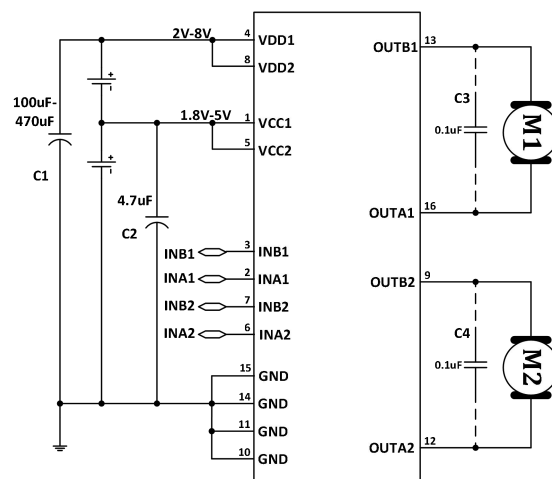 2V-8V
4
VDD1
8
VDD2
100uF-
470uF
C1
1.8V-5V
1
VCC1
5
VCC2
4.7uF
C2
INB1
3
INB1
INA1
2
INA1
INB2
7
INB2
INA2
6
INA2
15
GND
14
GND
11
GND
10
GND
OUTB1
13
C3
0.1uF
M1
OUTA1
16
OUTB2
9
C4
0.1uF
M2
OUTA2
12